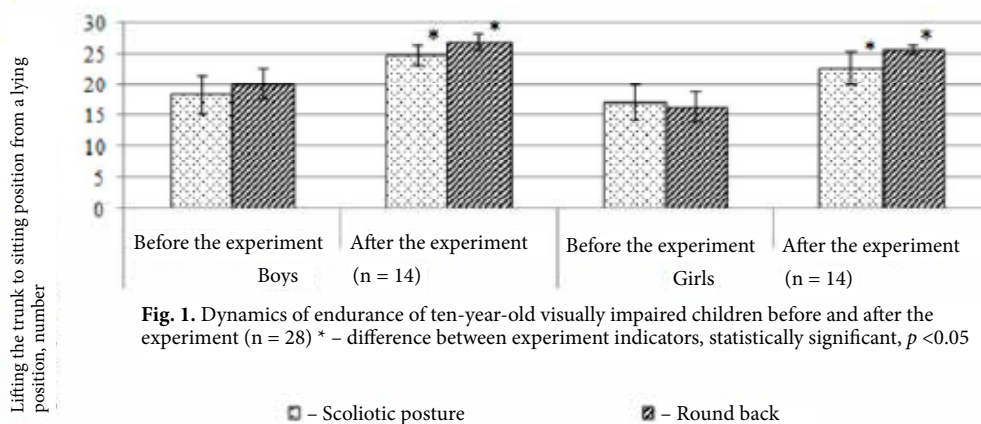 Lifting the trunk to sitting position from a lying
position, number
30
25
20
15
10
5
0
* * * *
Before the experiment After the experiment Before the experiment After the experiment
Boys (n = 14) Girls (n = 14)
Fig. 1. Dynamics of endurance of ten-year-old visually impaired children before and after the
experiment (n = 28) * – difference between experiment indicators, statistically significant, p <0.05
– Scoliotic posture – Round back